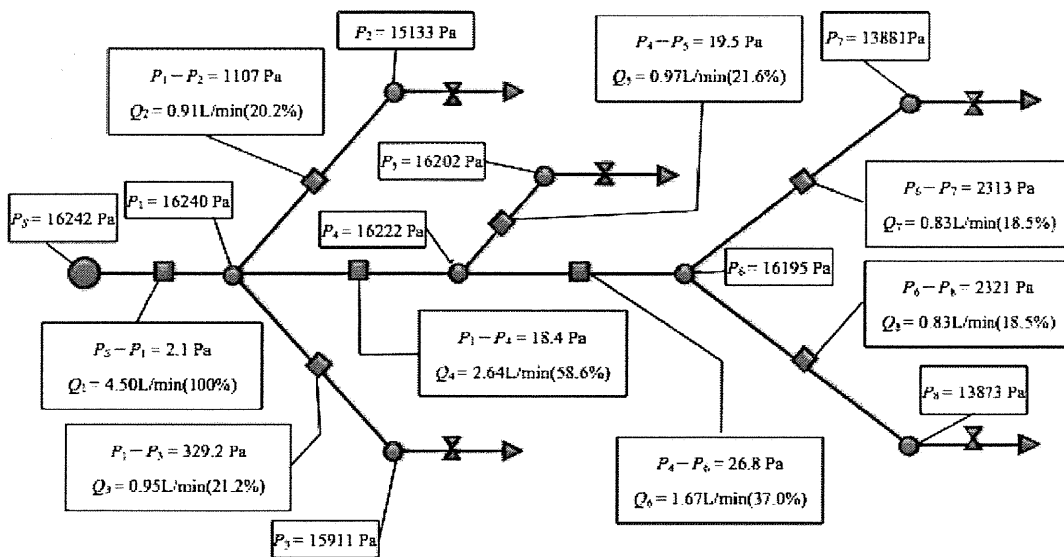 P₂ = 15133 Pa
P₁ − P₂ = 1107 Pa
Q₂ = 0.91L/min(20.2%)
P₄ − P₅ = 19.5 Pa
Q₅ = 0.97L/min(21.6%)
P₇ = 13881Pa
P₅ = 16202 Pa
P₁ = 16240 Pa
P_S = 16242 Pa
P₄ = 16222 Pa
P₆ − P₇ = 2313 Pa
Q₇ = 0.83L/min(18.5%)
P₆ = 16195 Pa
P₆ − P₈ = 2321 Pa
Q₈ = 0.83L/min(18.5%)
P_S − P₁ = 2.1 Pa
Q₁ = 4.50L/min(100%)
P₁ − P₄ = 18.4 Pa
Q₄ = 2.64L/min(58.6%)
P₈ = 13873 Pa
P₁ − P₃ = 329.2 Pa
Q₃ = 0.95L/min(21.2%)
P₄ − P₆ = 26.8 Pa
Q₆ = 1.67L/min(37.0%)
P₃ = 15911 Pa